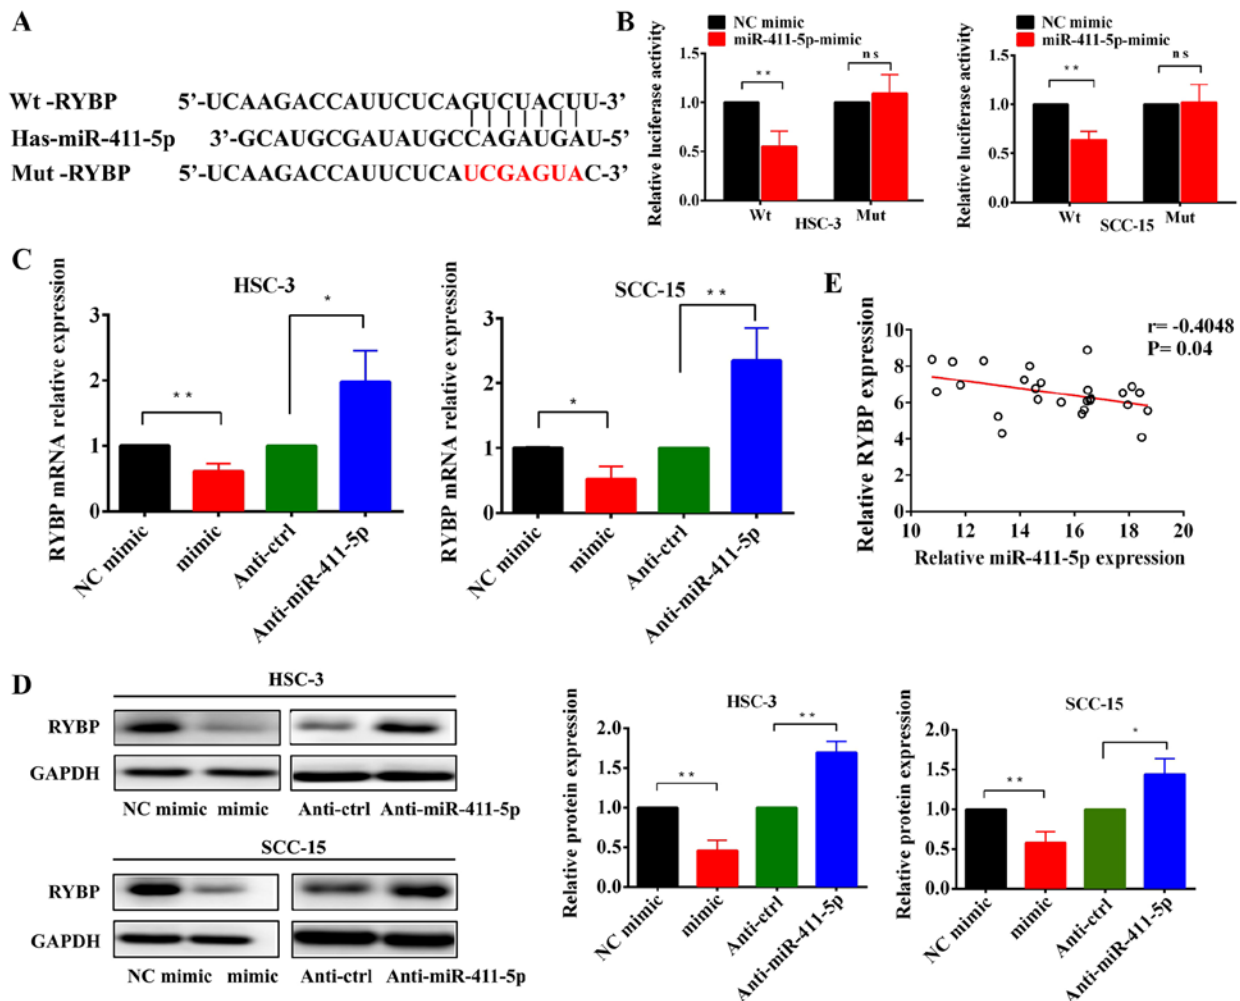 A
Wt -RYBP 5'-UCAAGACCAUUCUCAGUCUACUU-3'
Has-miR-411-5p 3'-GCAUGCGAUAUGCCAGAUGAU-5'
Mut -RYBP 5'-UCAAGACCAUUCUCAUCGAGUAC-3'
B
NC mimic
miR-411-5p-mimic
Relative luciferase activity
1.5
1.0
0.5
0.0
**
ns
Wt
Mut
HSC-3
NC mimic
miR-411-5p-mimic
Relative luciferase activity
1.5
1.0
0.5
0.0
**
ns
Wt
Mut
SCC-15
C
HSC-3
RYBP mRNA relative expression
3
2
1
0
**
*
NC mimic
mimic
Anti-ctrl
Anti-miR-411-5p
SCC-15
RYBP mRNA relative expression
3
2
1
0
*
**
NC mimic
mimic
Anti-ctrl
Anti-miR-411-5p
E
r= -0.4048
P= 0.04
Relative RYBP expression
10
8
6
4
2
0
10 12 14 16 18 20
Relative miR-411-5p expression
D
HSC-3
RYBP
GAPDH
NC mimic mimic Anti-ctrl Anti-miR-411-5p
SCC-15
RYBP
GAPDH
NC mimic mimic Anti-ctrl Anti-miR-411-5p
HSC-3
Relative protein expression
2.0
1.5
1.0
0.5
0.0
**
**
NC mimic
mimic
Anti-ctrl
Anti-miR-411-5p
SCC-15
Relative protein expression
2.0
1.5
1.0
0.5
0.0
**
*
NC mimic
mimic
Anti-ctrl
Anti-miR-411-5p